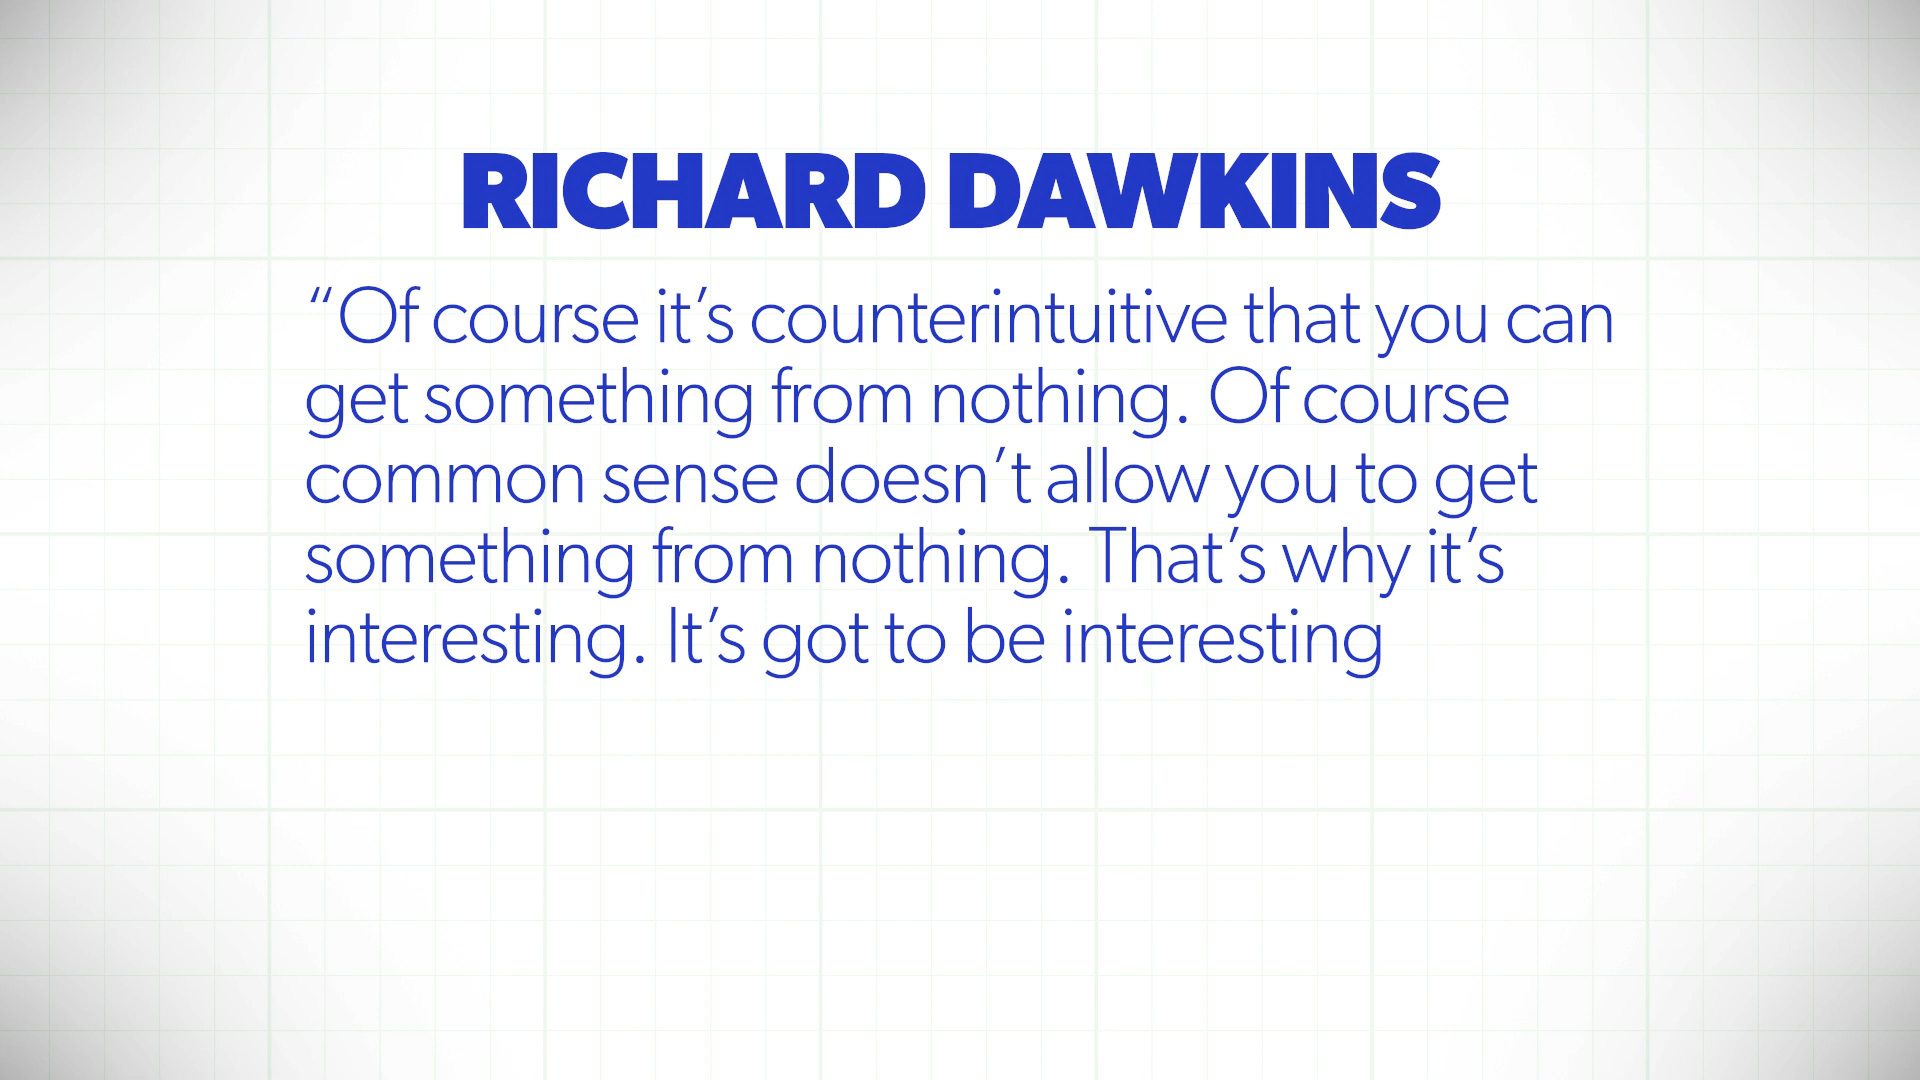 RICHARD DAWKINS
“Of course it’s counterintuitive that you can
get something from nothing. Of course
common sense doesn’t allow you to get
something from nothing. That’s why it’s
interesting. It’s got to be interesting